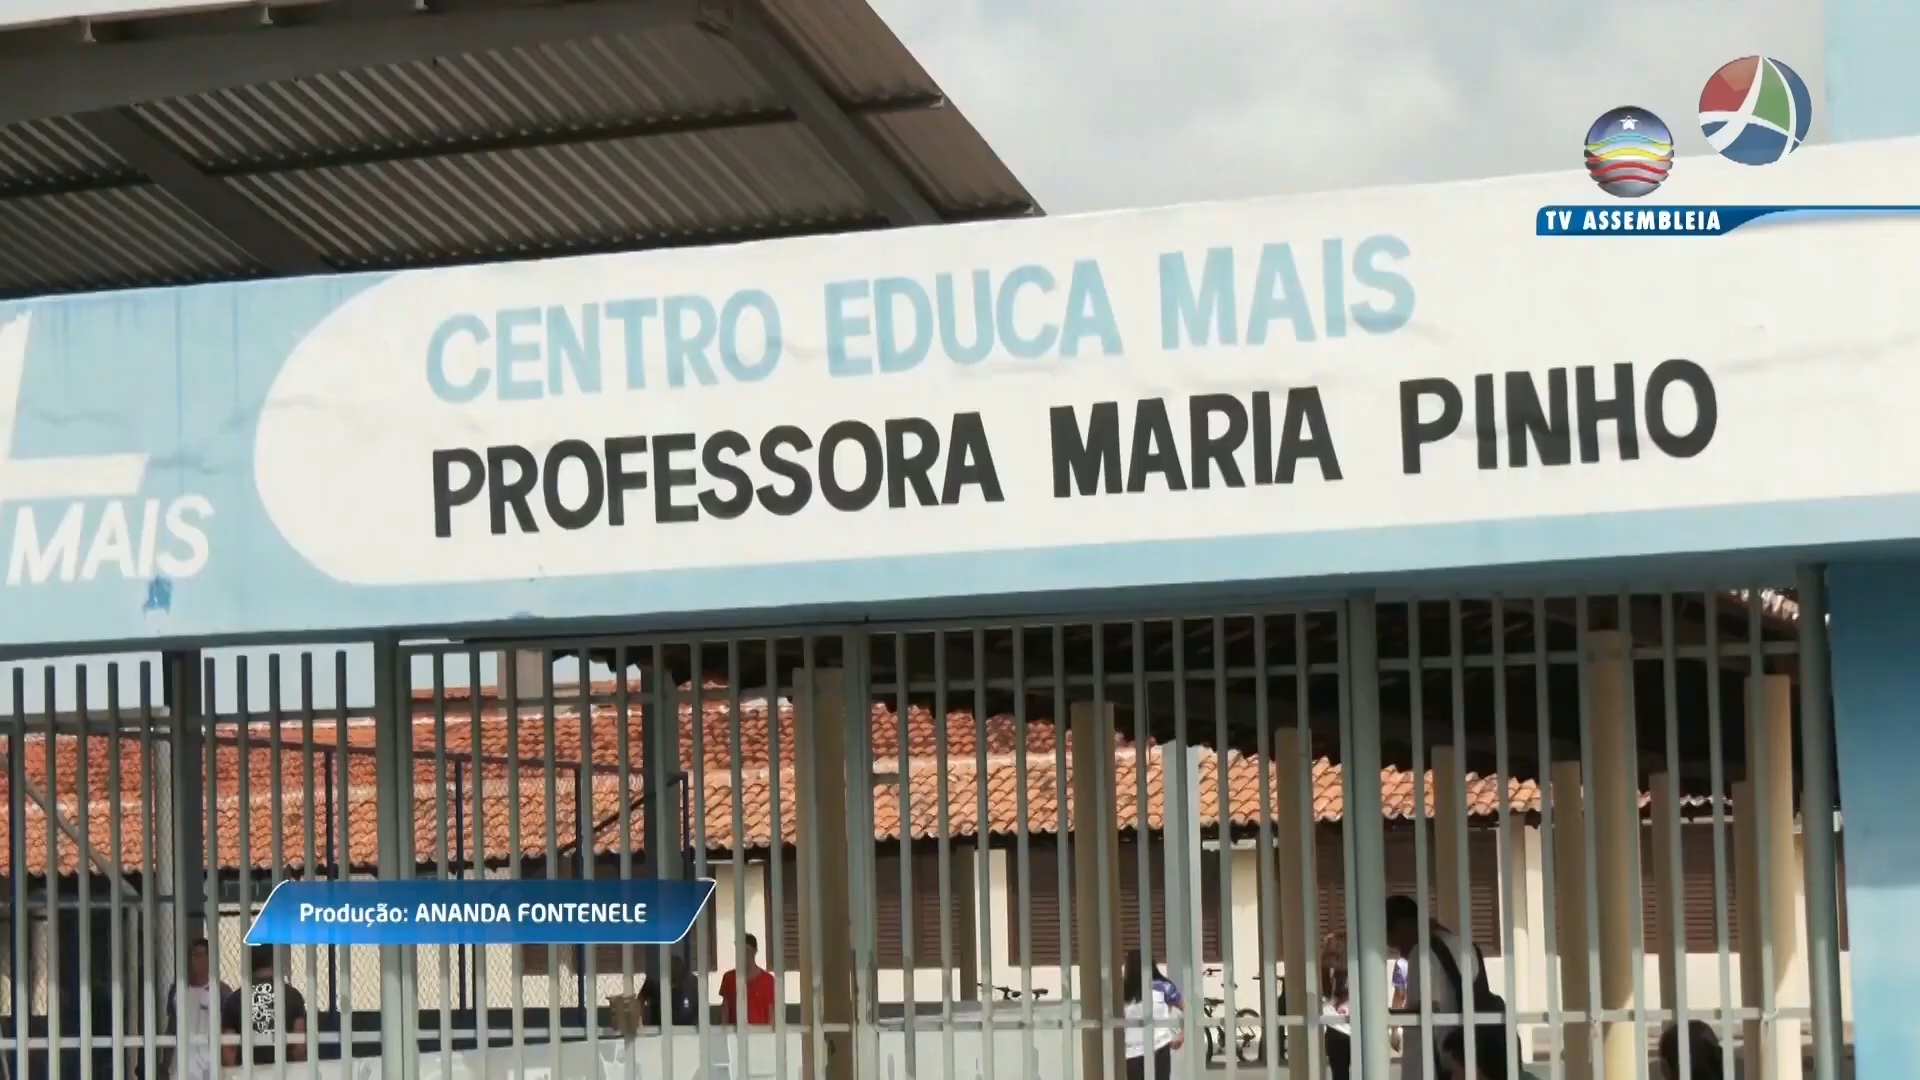 TV ASSEMBLEIA
CENTRO EDUCA MAIS
PROFESSORA MARIA PINHO
MAIS
Produção: ANANDA FONTENELE